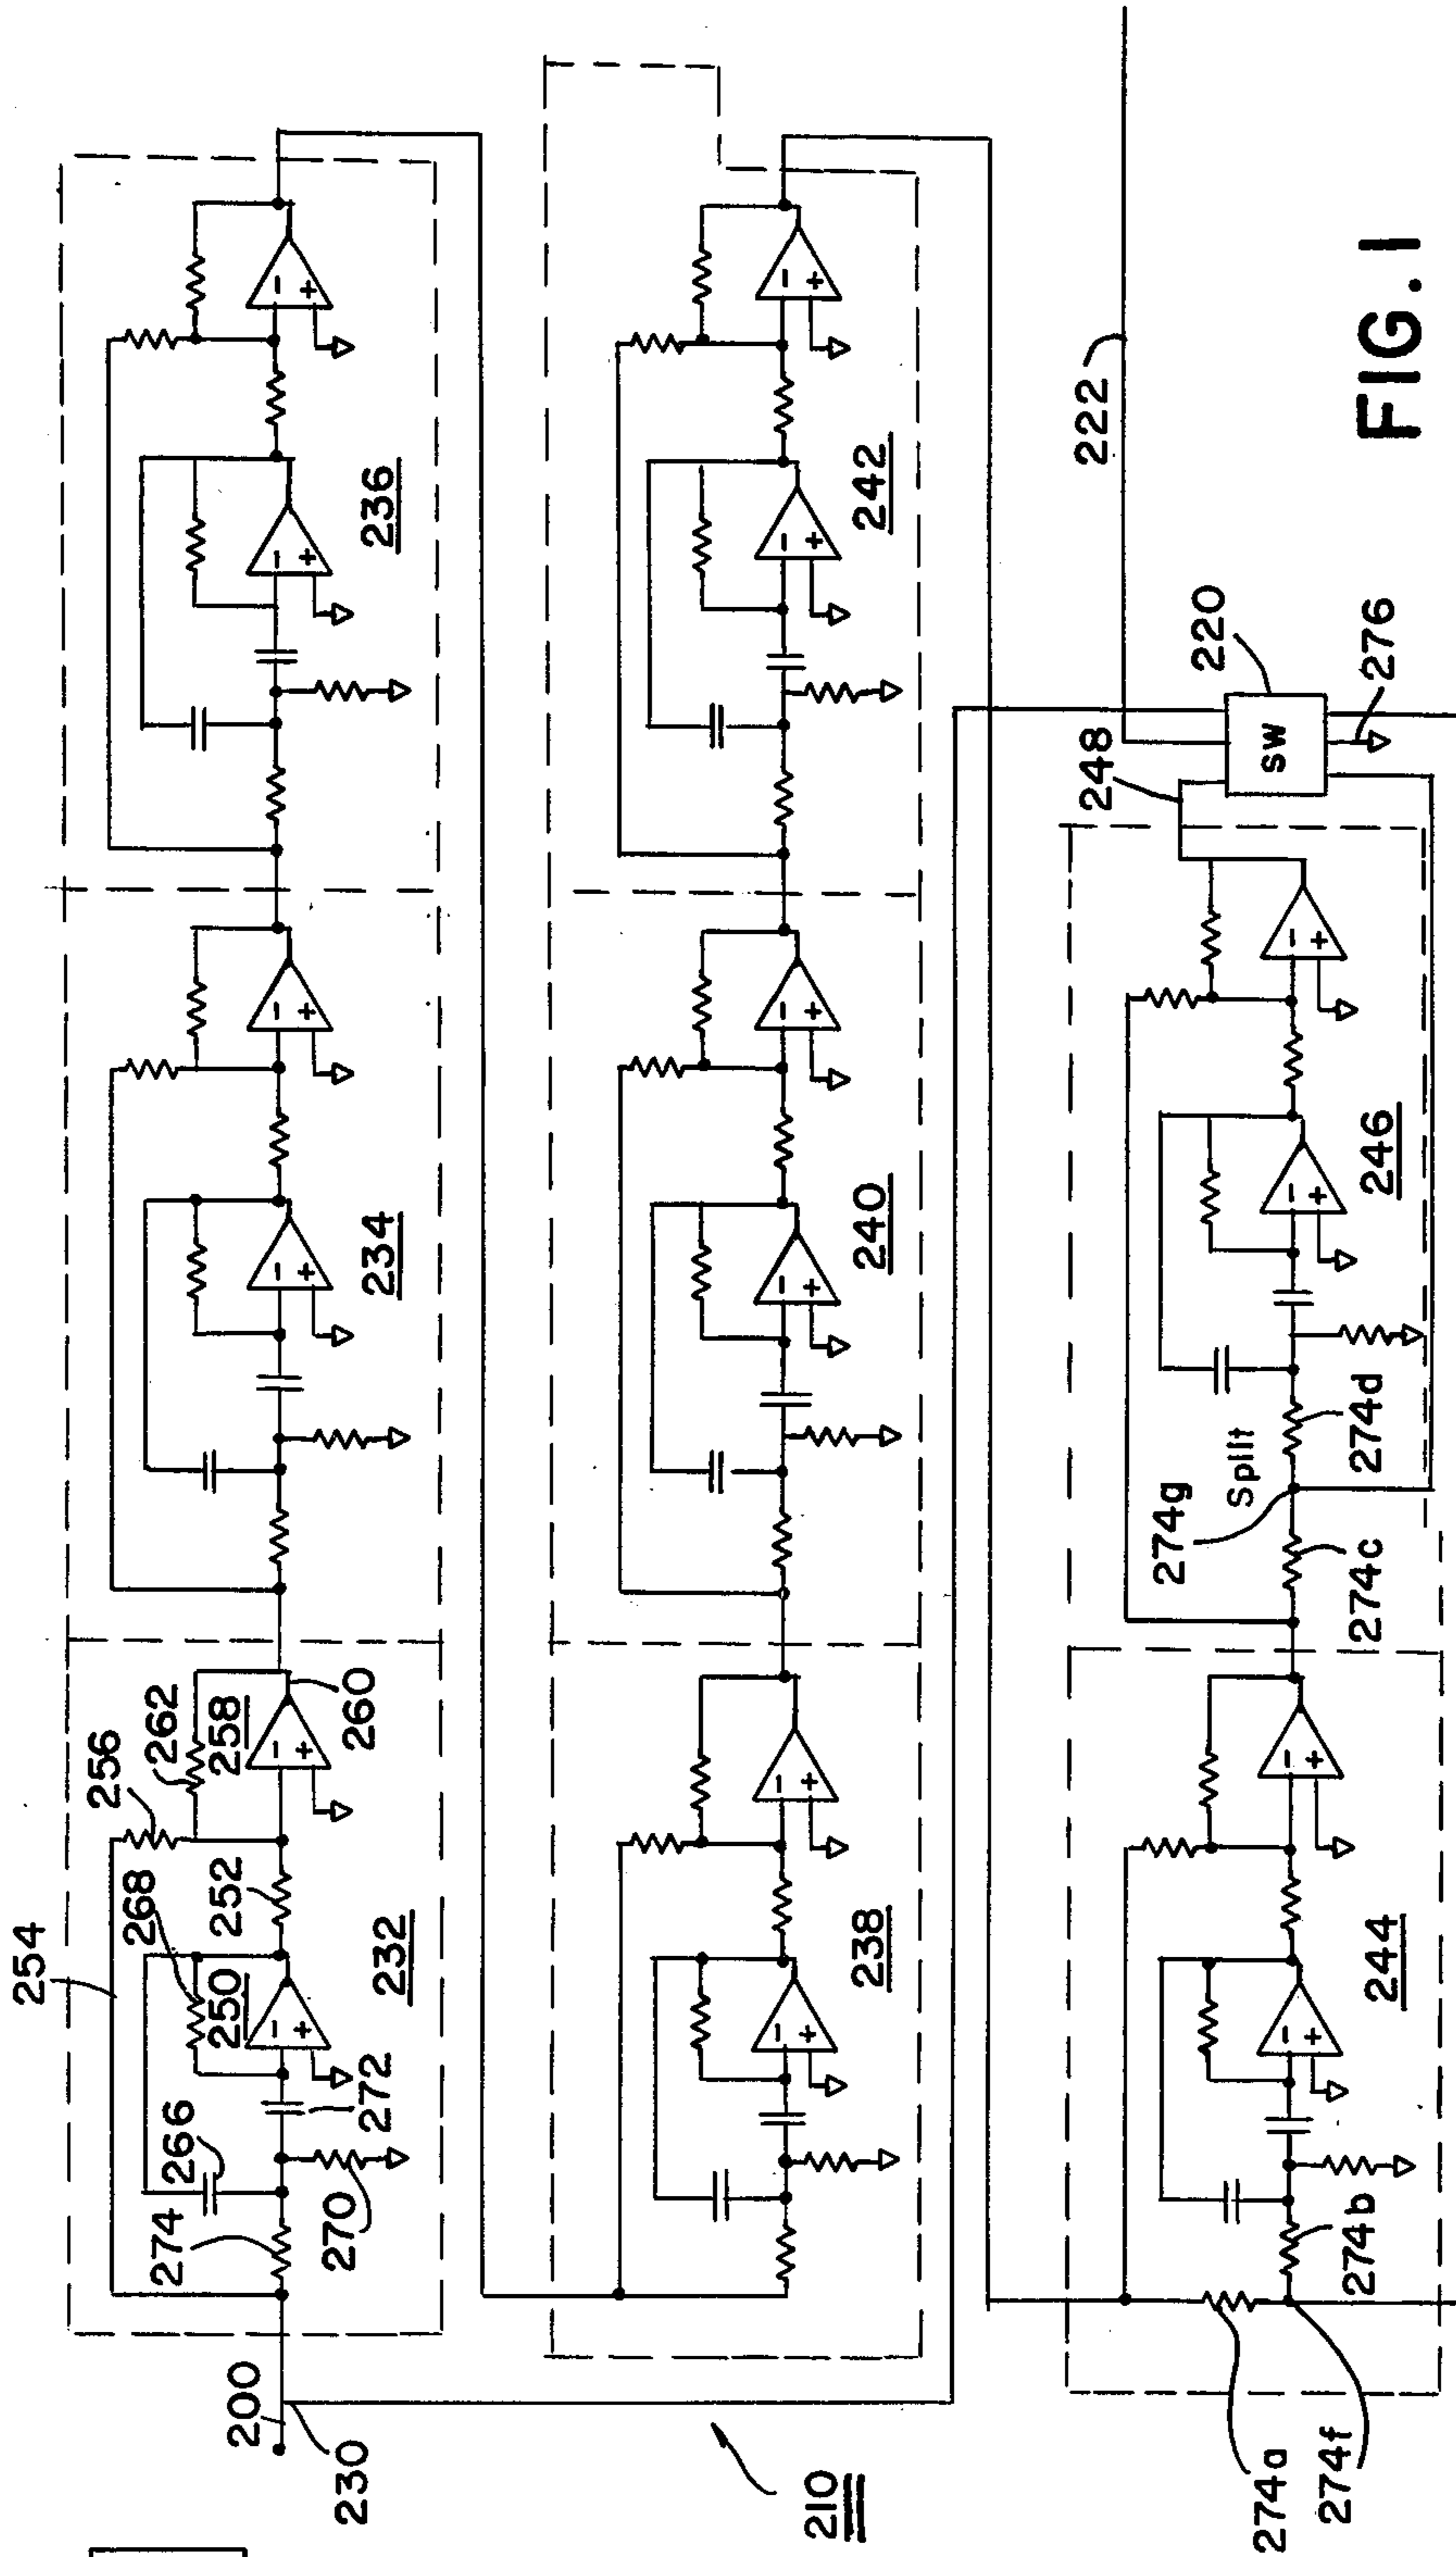 254
256
268
262
274
266
250
252
258
200
230
270
272
232
260
234
236
210
238
240
242
222
274g
Split
248
220
SW
274a
274f
274b
244
274c
274d
246
276
FIG. 1
- + - +
- + - +
- + - +
- + - +
- + - +
- + - +
- + - +
- + - +